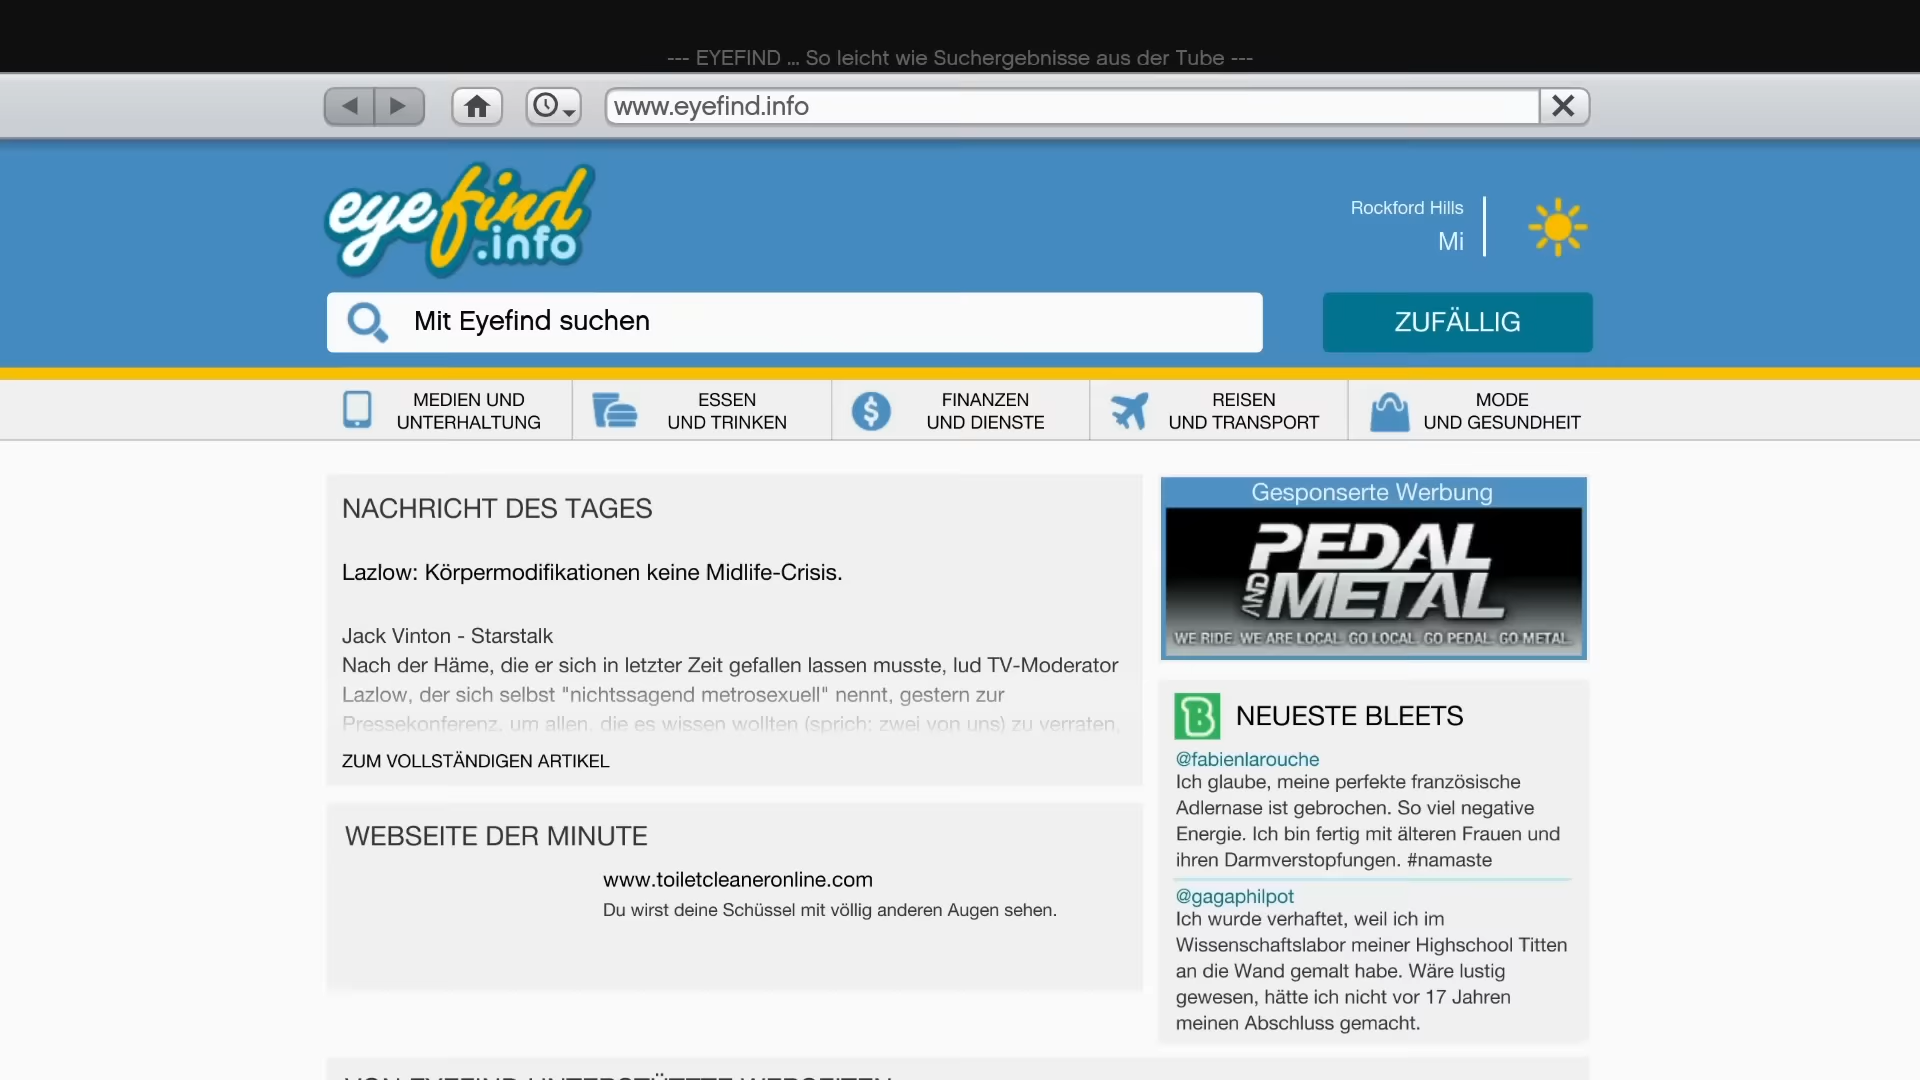 --- EYEFIND ... So leicht wie Suchergebnisse aus der Tube ---
www.eyefind.info
eyefind
.info
Rockford Hills
Mi
Mit Eyefind suchen
ZUFÄLLIG
MEDIEN UND
UNTERHALTUNG
ESSEN
UND TRINKEN
FINANZEN
UND DIENSTE
REISEN
UND TRANSPORT
MODE
UND GESUNDHEIT
NACHRICHT DES TAGES
Lazlow: Körpermodifikationen keine Midlife-Crisis.
Jack Vinton - Starstalk
Nach der Häme, die er sich in letzter Zeit gefallen lassen musste, lud TV-Moderator
Lazlow, der sich selbst "nichtssagend metrosexuell" nennt, gestern zur
Pressekonferenz, um allen, die es wissen wollten (sprich: zwei von uns) zu verraten,
ZUM VOLLSTÄNDIGEN ARTIKEL
WEBSEITE DER MINUTE
www.toiletcleaneronline.com
Du wirst deine Schüssel mit völlig anderen Augen sehen.
Gesponserte Werbung
PEDAL
AND METAL
WE RIDE. WE ARE LOCAL. GO LOCAL. GO PEDAL. GO METAL.
B NEUESTE BLEETS
@fabienlarouche
Ich glaube, meine perfekte französische
Adlernase ist gebrochen. So viel negative
Energie. Ich bin fertig mit älteren Frauen und
ihren Darmverstopfungen. #namaste
@gagaphilpot
Ich wurde verhaftet, weil ich im
Wissenschaftslabor meiner Highschool Titten
an die Wand gemalt habe. Wäre lustig
gewesen, hätte ich nicht vor 17 Jahren
meinen Abschluss gemacht.
VON EYEFIND UNTERSTÜTZTE WEBSEITEN